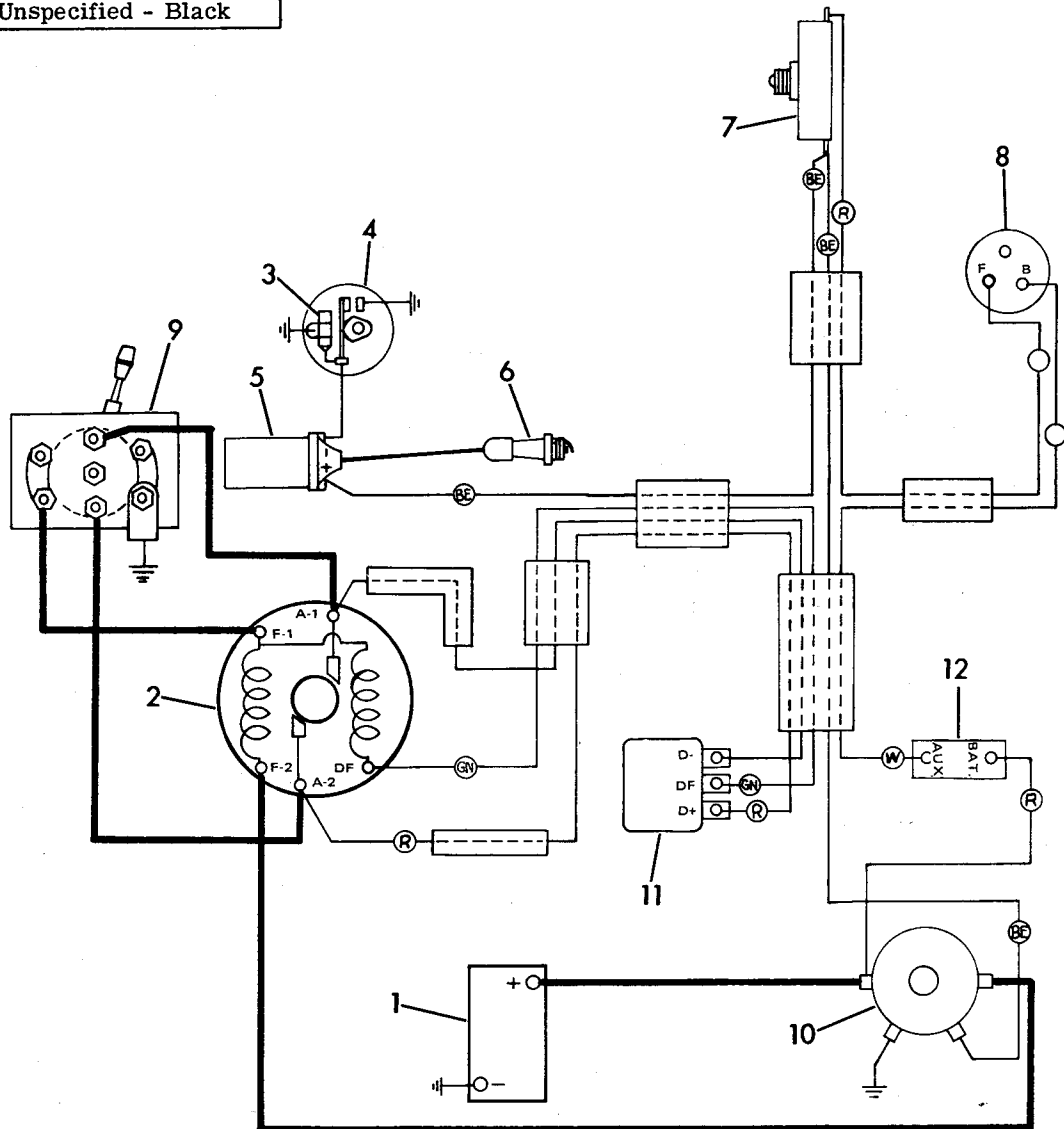 Unspecified - Black
7
BE
R
BE
8
F
B
4
3
9
5
6
+
BE
A-1
F-1
2
F-2
DF
GN
A-2
R
12
D-
W
AUX.
BAT.
DF
GN
D+
R
R
11
BE
+
1
10
-